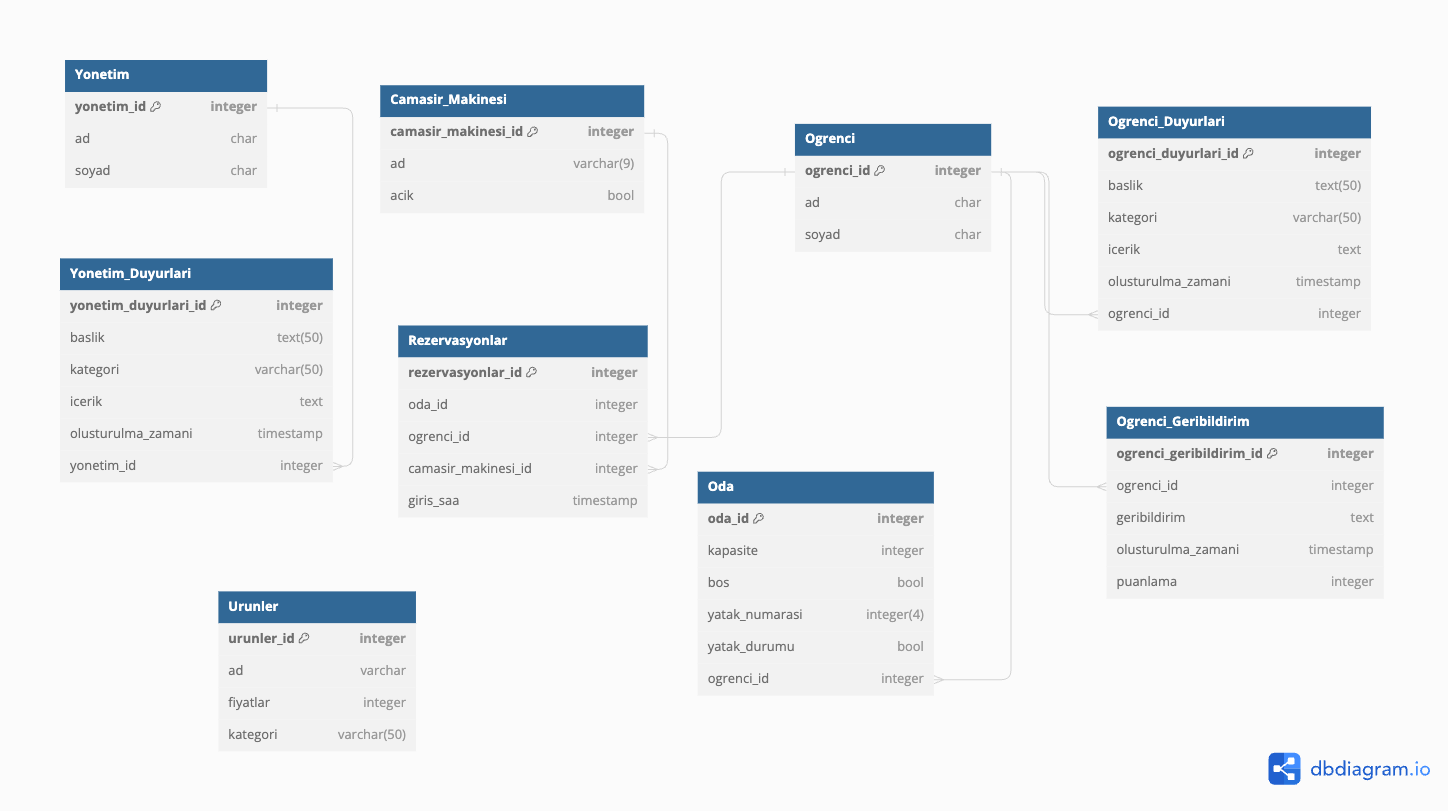 Yonetim
yonetim_id integer
ad char
soyad char
Camasir_Makinesi
camasir_makinesi_id integer
ad varchar(9)
acik bool
Ogrenci
ogrenci_id integer
ad char
soyad char
Ogrenci_Duyurlari
ogrenci_duyurlari_id integer
baslik text(50)
kategori varchar(50)
icerik text
olusturulma_zamani timestamp
ogrenci_id integer
Yonetim_Duyurlari
yonetim_duyurlari_id integer
baslik text(50)
kategori varchar(50)
icerik text
olusturulma_zamani timestamp
yonetim_id integer
Rezervasyonlar
rezervasyonlar_id integer
oda_id integer
ogrenci_id integer
camasir_makinesi_id integer
giris_saa timestamp
Ogrenci_Geribildirim
ogrenci_geribildirim_id integer
ogrenci_id integer
geribildirim text
olusturulma_zamani timestamp
puanlama integer
Oda
oda_id integer
kapasite integer
bos bool
yatak_numarasi integer(4)
yatak_durumu bool
ogrenci_id integer
Urunler
urunler_id integer
ad varchar
fiyatlar integer
kategori varchar(50)
dbdiagram.io